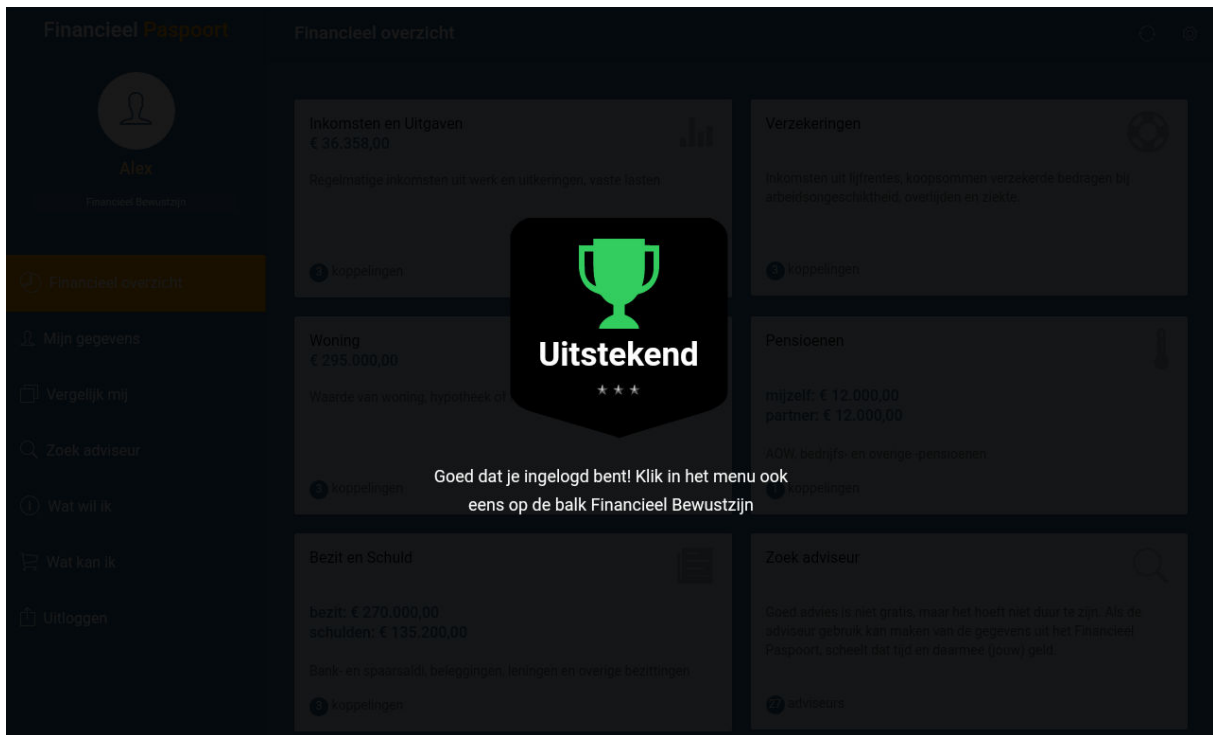 Financieel Paspoort
Financieel overzicht
Alex
Financieel Bewustzijn
Financieel overzicht
Mijn gegevens
Vergelijk mij
Zoek adviseur
Wat wil ik
Wat kan ik
Uitloggen
Inkomsten en Uitgaven
€ 36.358,00
Regelmatige inkomsten uit werk en uitkeringen, vaste lasten
3 koppelingen
Verzekeringen
Inkomsten uit lijfrentes, koopsommen verzekerde bedragen bij
arbeidsongeschiktheid, overlijden en ziekte.
3 koppelingen
Woning
€ 295.000,00
Waarde van woning, hypotheek of
3 koppelingen
Pensioenen
mijzelf: € 12.000,00
partner: € 12.000,00
AOW, bedrijfs- en overige -pensioenen
1 koppelingen
Uitstekend
Goed dat je ingelogd bent! Klik in het menu ook
eens op de balk Financieel Bewustzijn
Bezit en Schuld
bezit: € 270.000,00
schulden: € 135.200,00
Bank- en spaarsaldi, beleggingen, leningen en overige bezittingen
3 koppelingen
Zoek adviseur
Goed advies is niet gratis, maar het hoeft niet duur te zijn. Als de
adviseur gebruik kan maken van de gegevens uit het Financieel
Paspoort, scheelt dat tijd en daarmee (jouw) geld.
27 adviseurs